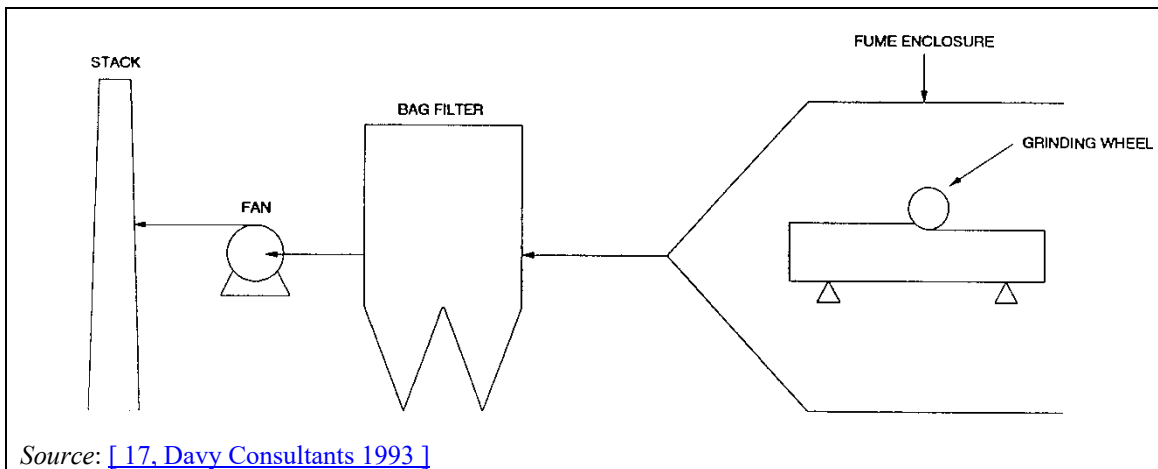 FUME ENCLOSURE
STACK
BAG FILTER
GRINDING WHEEL
FAN
Source: [ 17, Davy Consultants 1993 ]